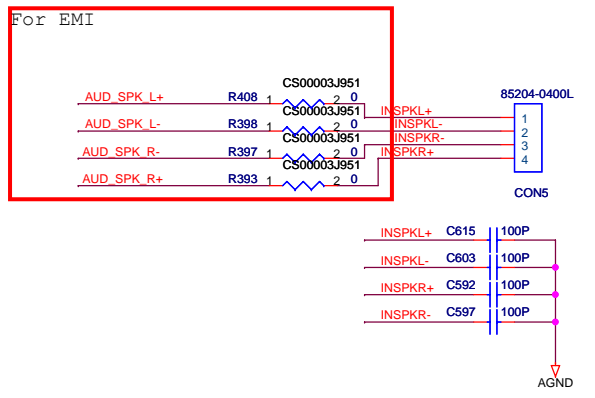 For EMI
CS00003J951
AUD_SPK_L+ R408 1 2 0 85204-0400L
CS00003J951 INSPKL+ 1
AUD_SPK_L- R398 1 2 0 INSPKL- 2
CS00003J951 INSPKR- 3
AUD_SPK_R- R397 1 2 0 INSPKR+ 4
CS00003J951
AUD_SPK_R+ R393 1 2 0
CON5
INSPKL+ C615 100P
INSPKL- C603 100P
INSPKR+ C592 100P
INSPKR- C597 100P
AGND